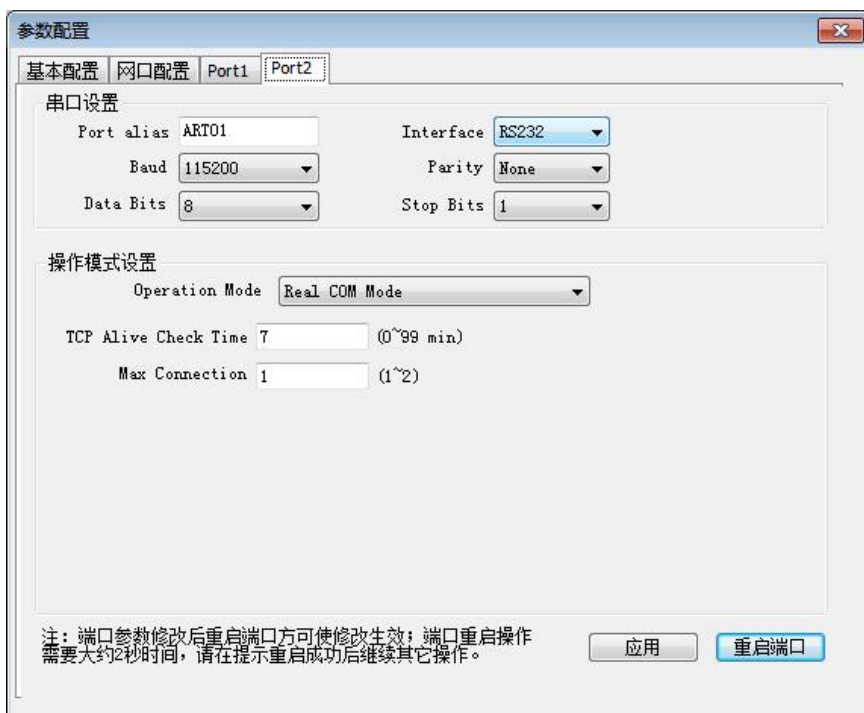 参数配置
基本配置 网口配置 Port1 Port2
串口设置
Port alias ART01 Interface RS232
Baud 115200 Parity None
Data Bits 8 Stop Bits 1
操作模式设置
Operation Mode Real COM Mode
TCP Alive Check Time 7 (0~99 min)
Max Connection 1 (1~2)
注：端口参数修改后重启端口方可使修改生效；端口重启操作
需要大约2秒时间，请在提示重启成功后继续其它操作。
应用 重启端口